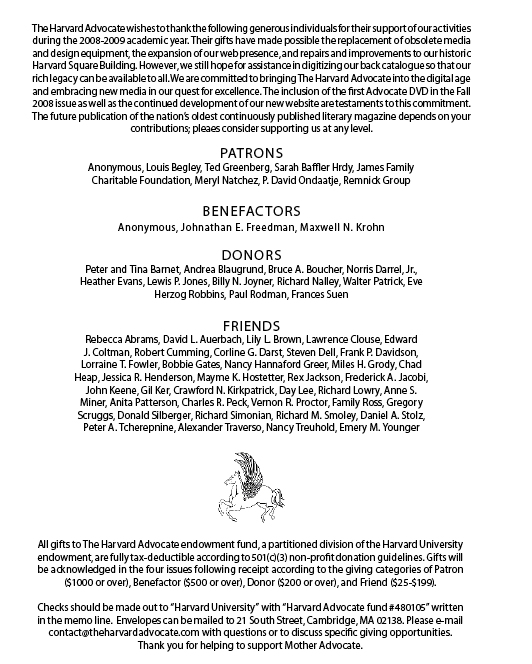 The Harvard Advocate wishes to thank the following generous individuals for their support of our activities
during the 2008-2009 academic year. Their gifts have made possible the replacement of obsolete media
and design equipment, the expansion of our web presence, and repairs and improvements to our historic
Harvard Square Building. However, we still hope for assistance in digitizing our back catalogue so that our
rich legacy can be available to all. We are committed to bringing The Harvard Advocate into the digital age
and embracing new media in our quest for excellence. The inclusion of the first Advocate DVD in the Fall
2008 issue as well as the continued development of our new website are testaments to this commitment.
The future publication of the nation's oldest continuously published literary magazine depends on your
contributions; pleaes consider supporting us at any level.
PATRONS
Anonymous, Louis Begley, Ted Greenberg, Sarah Baffler Hrdy, James Family
Charitable Foundation, Meryl Natchez, P. David Ondaatje, Remnick Group
BENEFACTORS
Anonymous, Johnathan E. Freedman, Maxwell N. Krohn
DONORS
Peter and Tina Barnet, Andrea Blaugrund, Bruce A. Boucher, Norris Darrel, Jr.,
Heather Evans, Lewis P. Jones, Billy N. Joyner, Richard Nalley, Walter Patrick, Eve
Herzog Robbins, Paul Rodman, Frances Suen
FRIENDS
Rebecca Abrams, David L. Auerbach, Lily L. Brown, Lawrence Clouse, Edward
J. Coltman, Robert Cumming, Corline G. Darst, Steven Dell, Frank P. Davidson,
Lorraine T. Fowler, Bobbie Gates, Nancy Hannaford Greer, Miles H. Grody, Chad
Heap, Jessica R. Henderson, Mayme K. Hostetter, Rex Jackson, Frederick A. Jacobi,
John Keene, Gil Ker, Crawford N. Kirkpatrick, Day Lee, Richard Lowry, Anne S.
Miner, Anita Patterson, Charles R. Peck, Vernon R. Proctor, Family Ross, Gregory
Scruggs, Donald Silberger, Richard Simonian, Richard M. Smoley, Daniel A. Stolz,
Peter A. Tcherepnine, Alexander Traverso, Nancy Treuhold, Emery M. Younger
All gifts to The Harvard Advocate endowment fund, a partitioned division of the Harvard University
endowment, are fully tax-deductible according to 501(c)(3) non-profit donation guidelines. Gifts will
be acknowledged in the four issues following receipt according to the giving categories of Patron
($1000 or over), Benefactor ($500 or over), Donor ($200 or over), and Friend ($25-$199).
Checks should be made out to "Harvard University" with "Harvard Advocate fund #480105" written
in the memo line. Envelopes can be mailed to 21 South Street, Cambridge, MA 02138. Please e-mail
contact@theharvardadvocate.com with questions or to discuss specific giving opportunities.
Thank you for helping to support Mother Advocate.